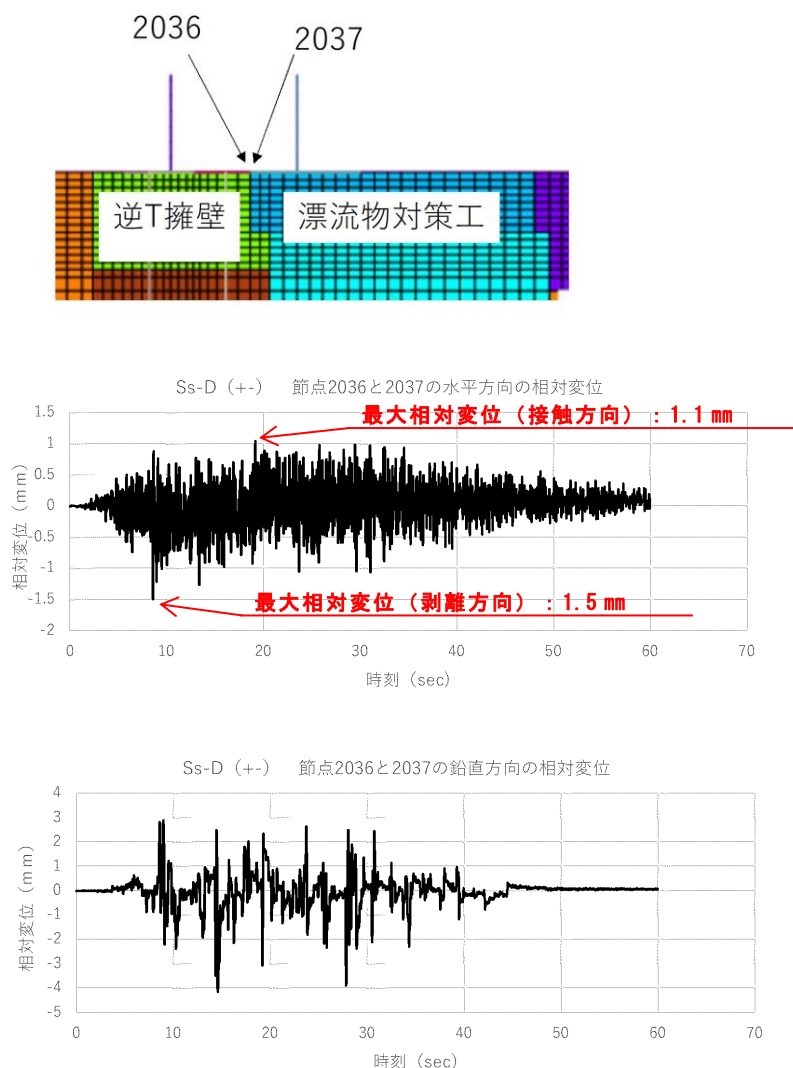 2036
2037
逆T擁壁
漂流物対策工
Ss-D（+-）　節点2036と2037の水平方向の相対変位
最大相対変位（接触方向）：1.1㎜
最大相対変位（剥離方向）：1.5㎜
相対変位（mm）
1.5
1
0.5
0
-0.5
-1
-1.5
-2
0 10 20 30 40 50 60 70
時刻（sec)
Ss-D（+-）　節点2036と2037の鉛直方向の相対変位
相対変位（mm）
4
3
2
1
0
-1
-2
-3
-4
-5
0 10 20 30 40 50 60 70
時刻（sec)